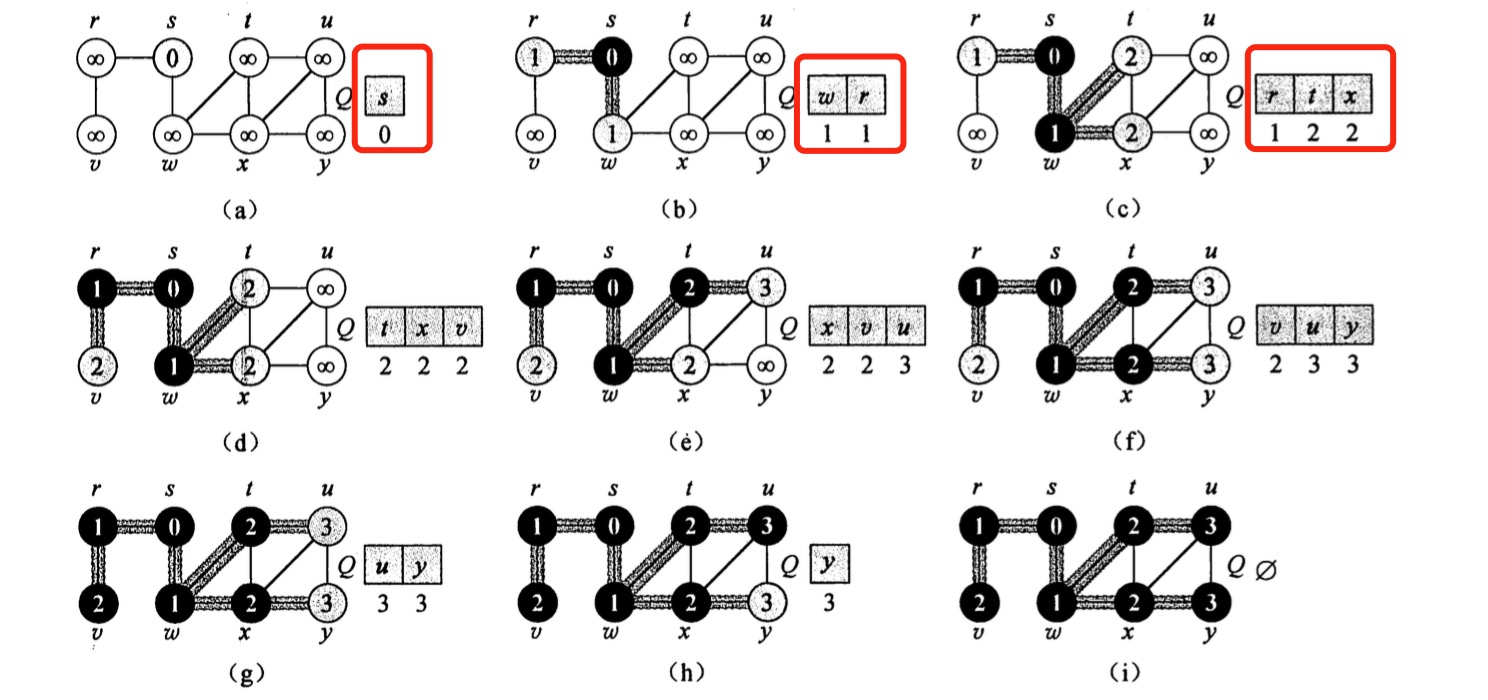 r s t u r s t u r s t u
∞ 0 ∞ ∞ 1 0 ∞ ∞ 1 0 2 ∞
Q s Q w r Q r t x
∞ ∞ ∞ ∞ 0 ∞ 1 ∞ ∞ 1 1 ∞ 1 2 ∞ 1 2 2
v w x y v w x y v w x y
(a) (b) (c)
r s t u r s t u r s t u
1 0 2 ∞ 1 0 2 3 1 0 2 3
Q t x v Q x v u Q v u y
2 1 2 ∞ 2 2 2 2 1 2 ∞ 2 2 3 2 1 2 3 2 3 3
v w x y v w x y v w x y
(d) (e) (f)
r s t u r s t u r s t u
1 0 2 3 1 0 2 3 1 0 2 3
Q u y Q y Q ∅
2 1 2 3 3 3 2 1 2 3 3 2 1 2 3
v w x y v w x y v w x y
(g) (h) (i)